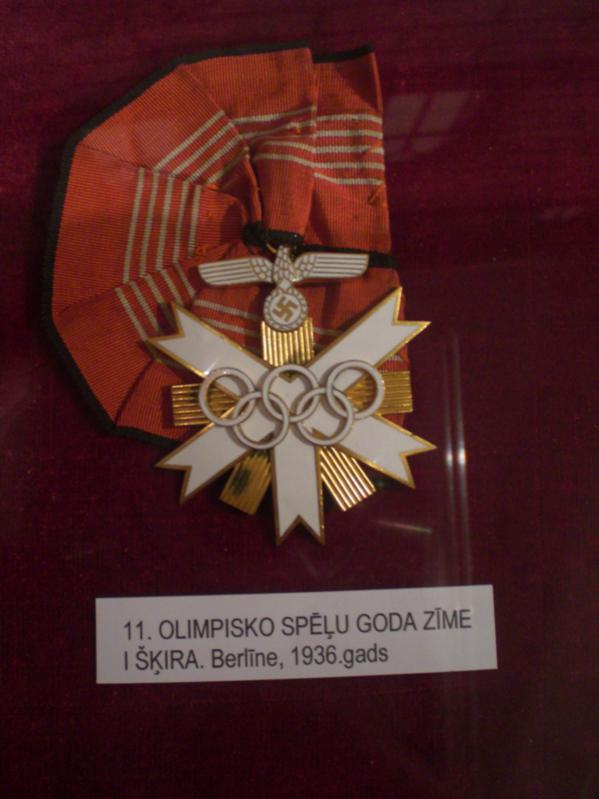 11. OLIMPISKO SPĒĻU GODA ZĪME
I ŠĶIRA. Berlīne, 1936.gads